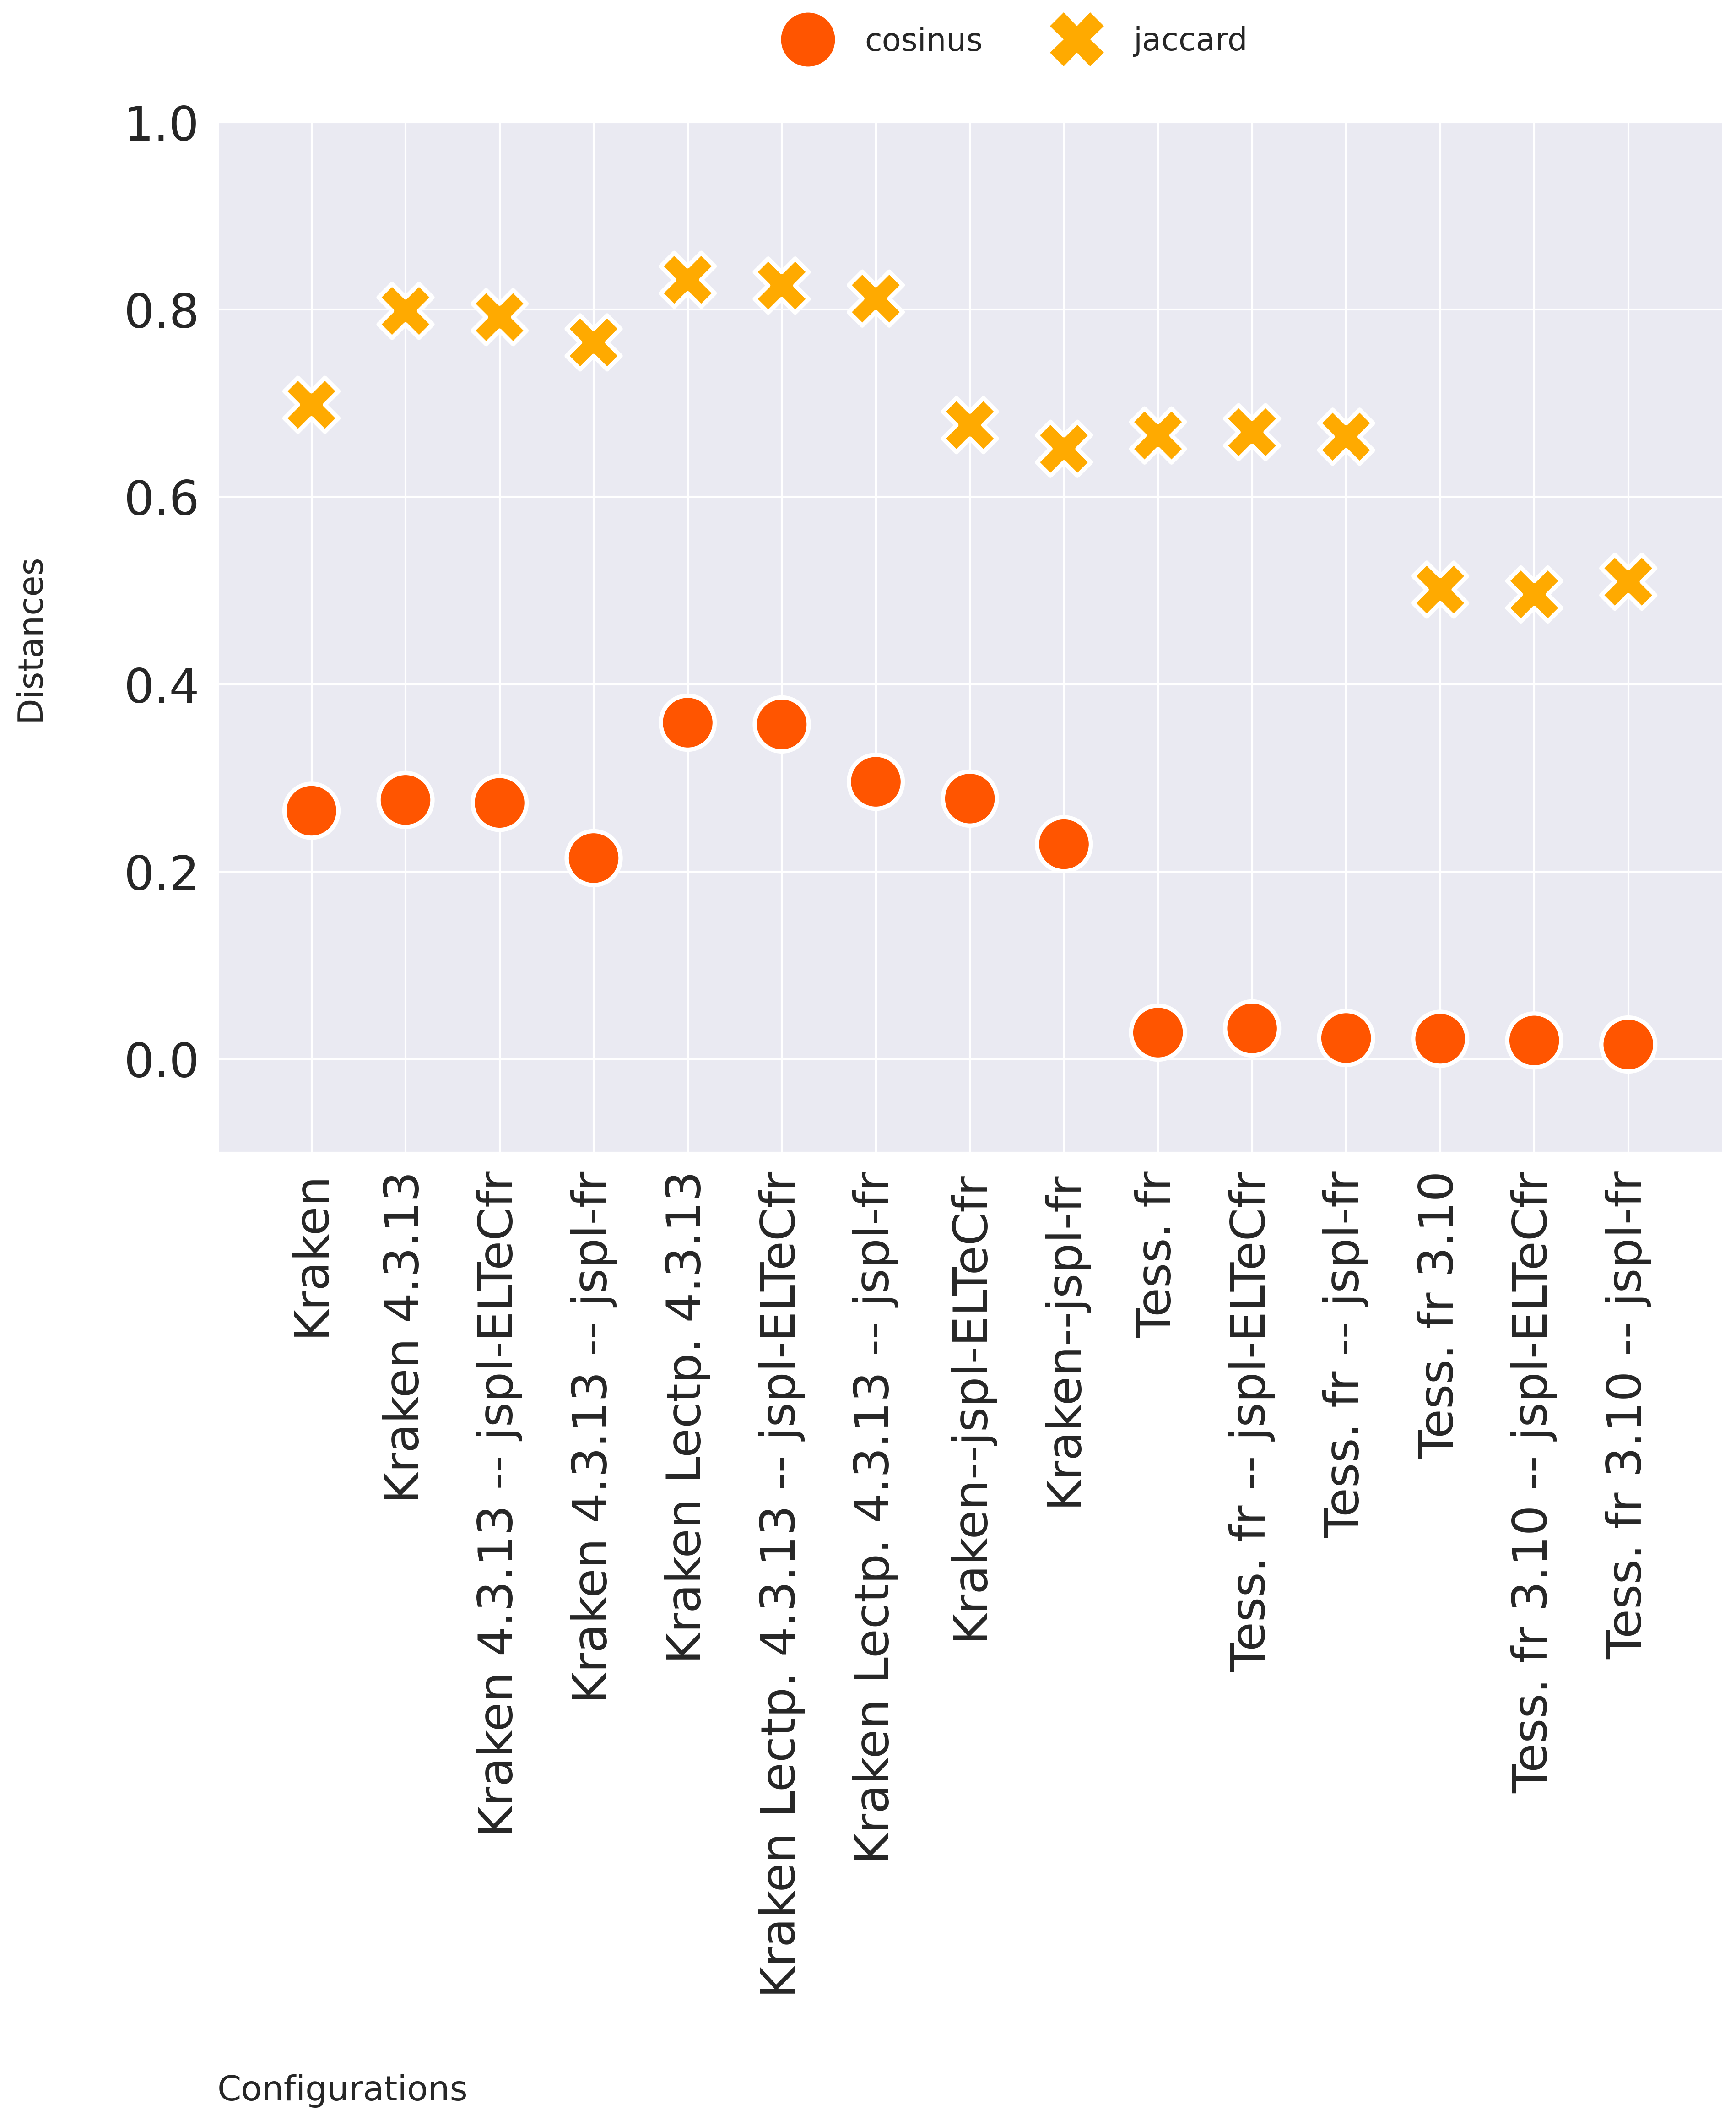 cosinus
jaccard
1.0
0.8
0.6
0.4
0.2
0.0
Distances
Kraken
Kraken 4.3.13
Kraken 4.3.13 -- jspl-ELTeCfr
Kraken 4.3.13 -- jspl-fr
Kraken Lectp. 4.3.13
Kraken Lectp. 4.3.13 -- jspl-ELTeCfr
Kraken Lectp. 4.3.13 -- jspl-fr
Kraken--jspl-ELTeCfr
Kraken--jspl-fr
Tess. fr
Tess. fr -- jspl-ELTeCfr
Tess. fr -- jspl-fr
Tess. fr 3.10
Tess. fr 3.10 -- jspl-ELTeCfr
Tess. fr 3.10 -- jspl-fr
Configurations